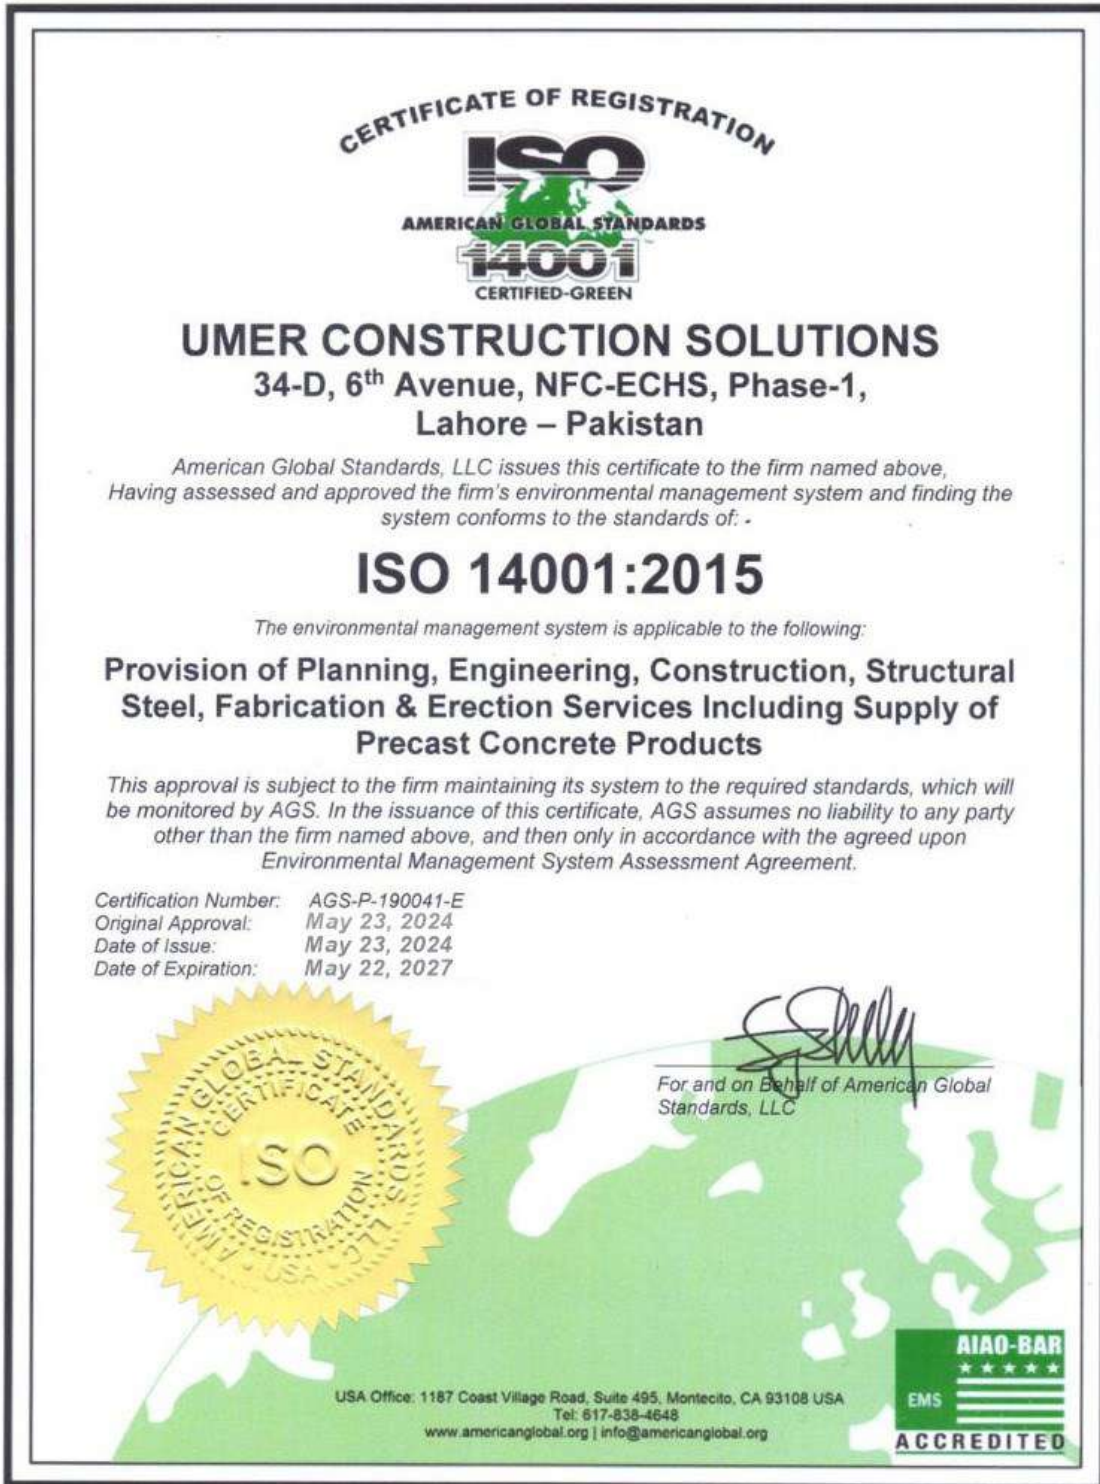 CERTIFICATE OF REGISTRATION
ISO
AMERICAN GLOBAL STANDARDS
14001
CERTIFIED-GREEN
UMER CONSTRUCTION SOLUTIONS
34-D, 6th Avenue, NFC-ECHS, Phase-1,
Lahore – Pakistan
American Global Standards, LLC issues this certificate to the firm named above,
Having assessed and approved the firm's environmental management system and finding the
system conforms to the standards of: -
ISO 14001:2015
The environmental management system is applicable to the following:
Provision of Planning, Engineering, Construction, Structural
Steel, Fabrication & Erection Services Including Supply of
Precast Concrete Products
This approval is subject to the firm maintaining its system to the required standards, which will
be monitored by AGS. In the issuance of this certificate, AGS assumes no liability to any party
other than the firm named above, and then only in accordance with the agreed upon
Environmental Management System Assessment Agreement.
Certification Number: AGS-P-190041-E
Original Approval: May 23, 2024
Date of Issue: May 23, 2024
Date of Expiration: May 22, 2027
AMERICAN GLOBAL STANDARDS, LLC
CERTIFICATE
ISO
OF REGISTRATION
USA
For and on Behalf of American Global
Standards, LLC
AIAO-BAR
EMS
ACCREDITED
USA Office: 1187 Coast Village Road, Suite 495, Montecito, CA 93108 USA
Tel: 617-838-4648
www.americanglobal.org | info@americanglobal.org